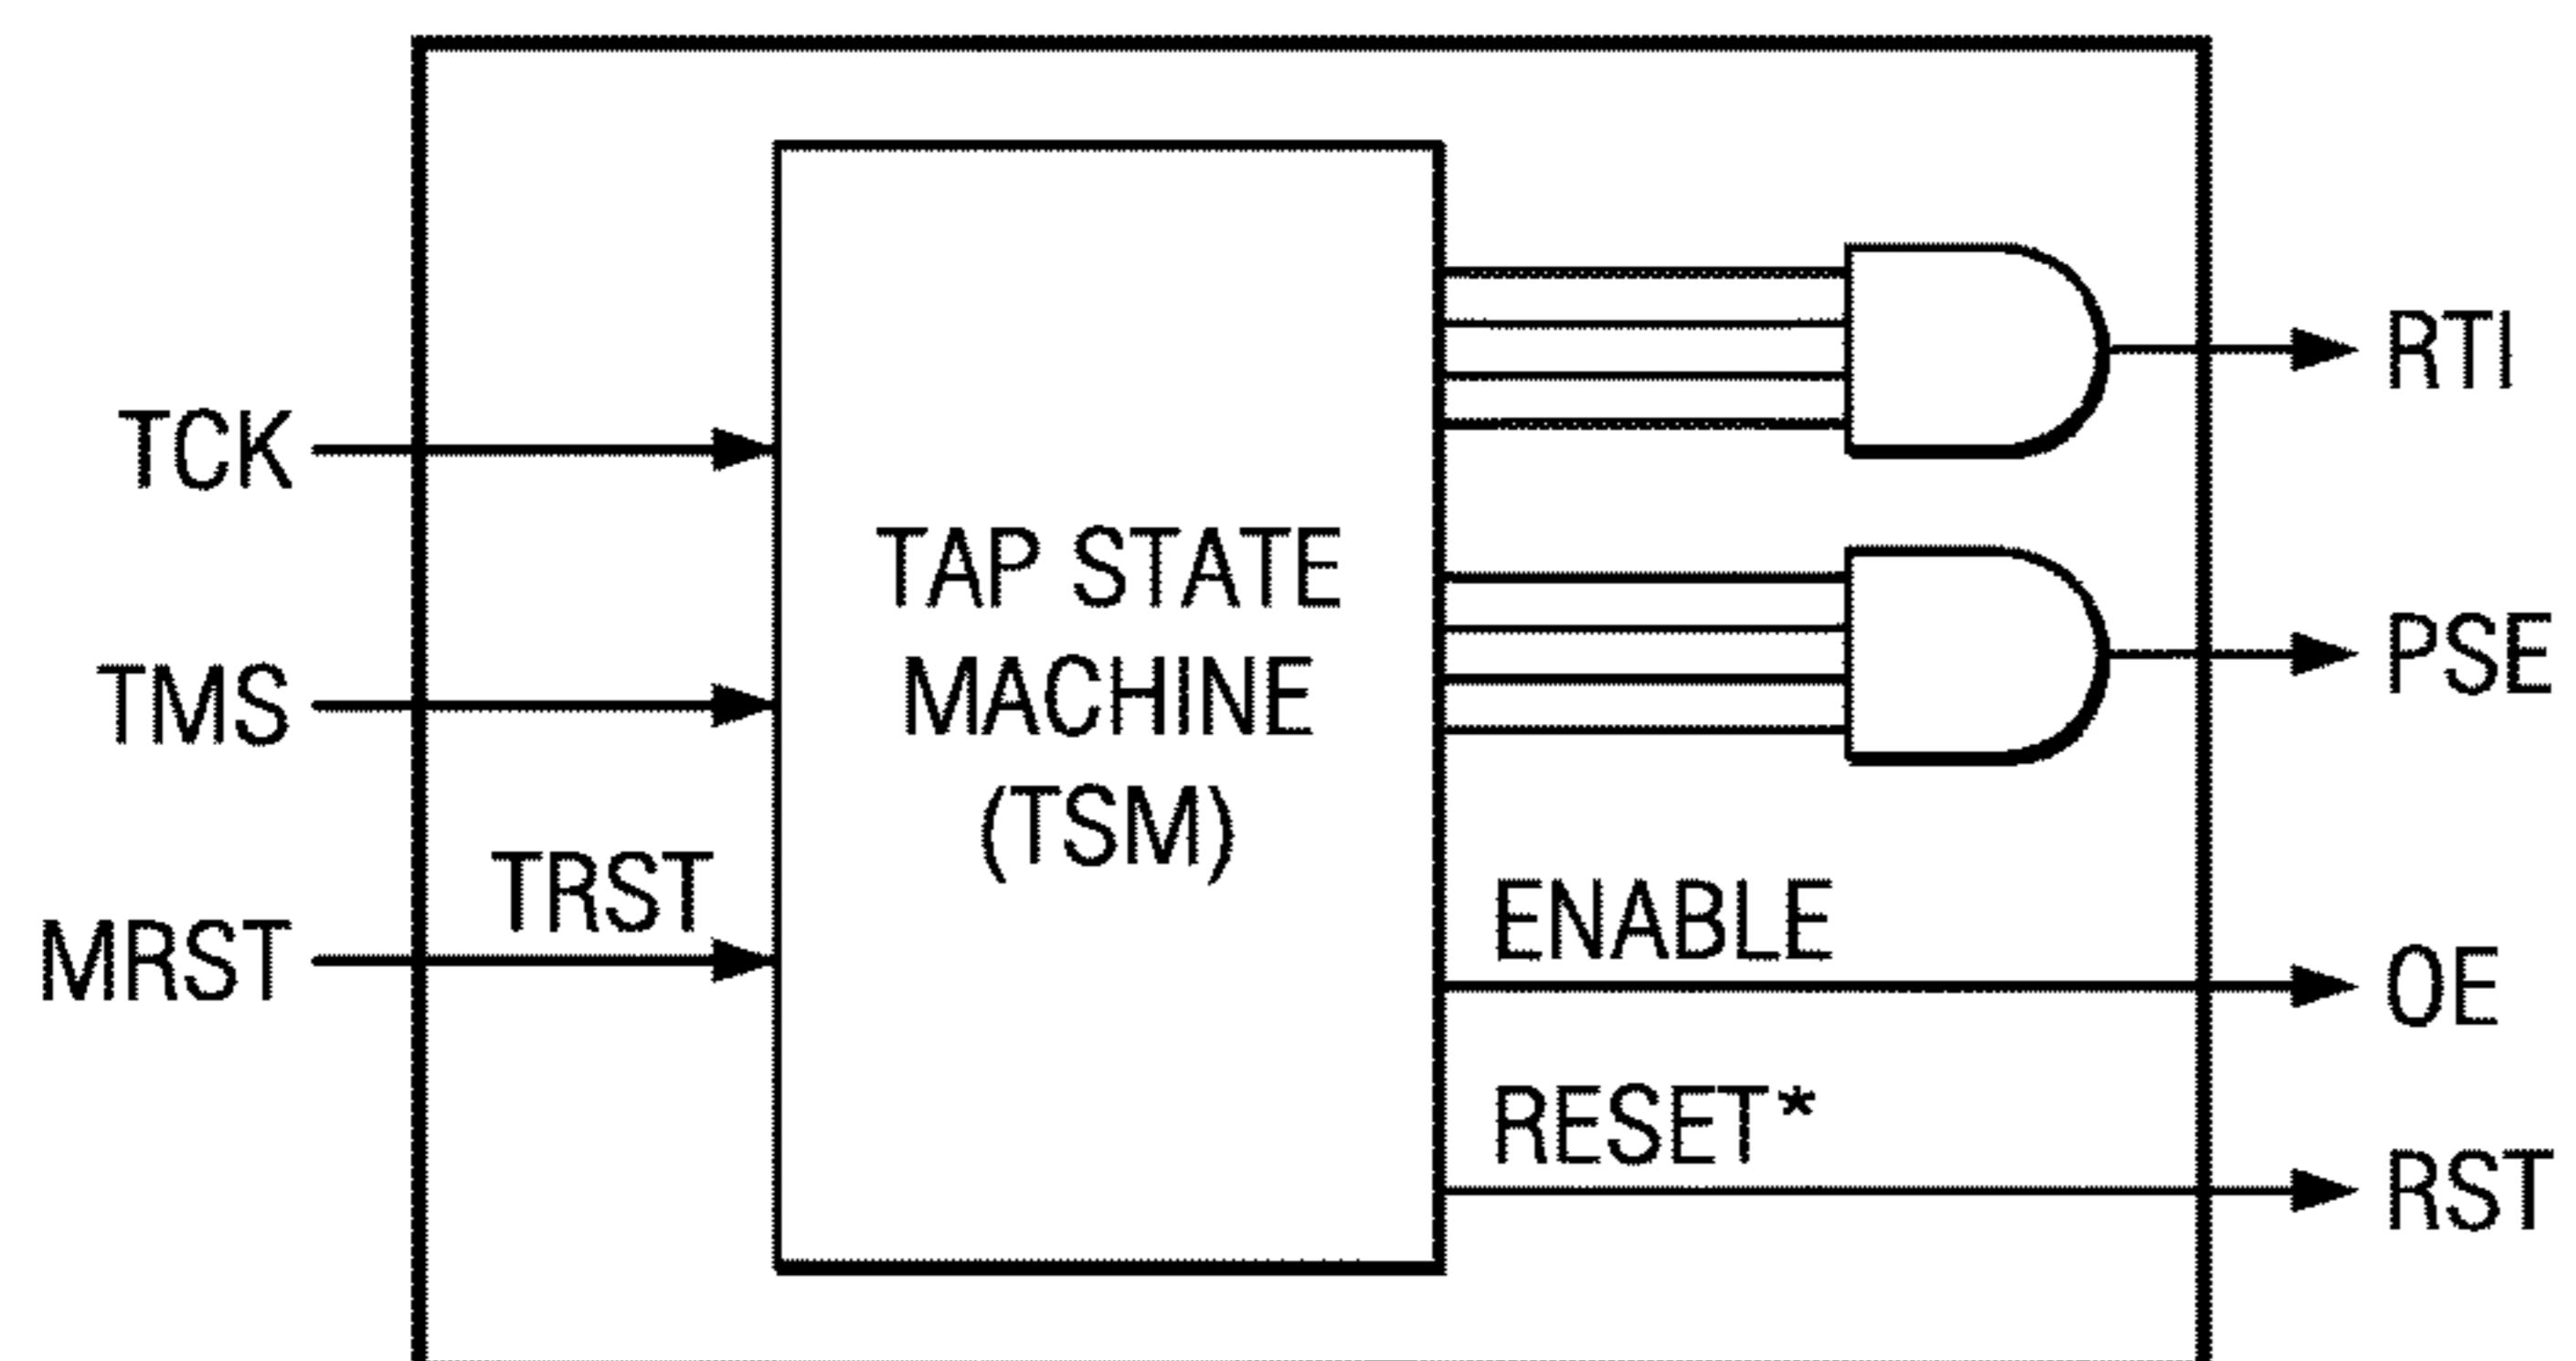 TCK
TMS
MRST
TRST
TAP STATE
MACHINE
(TSM)
ENABLE
RESET*
RTI
PSE
OE
RST